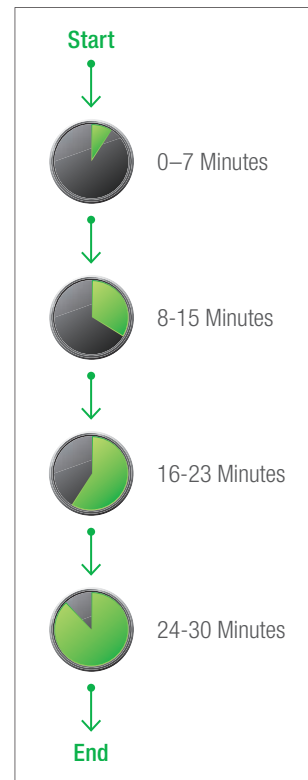 Start
0–7 Minutes
8-15 Minutes
16-23 Minutes
24-30 Minutes
End